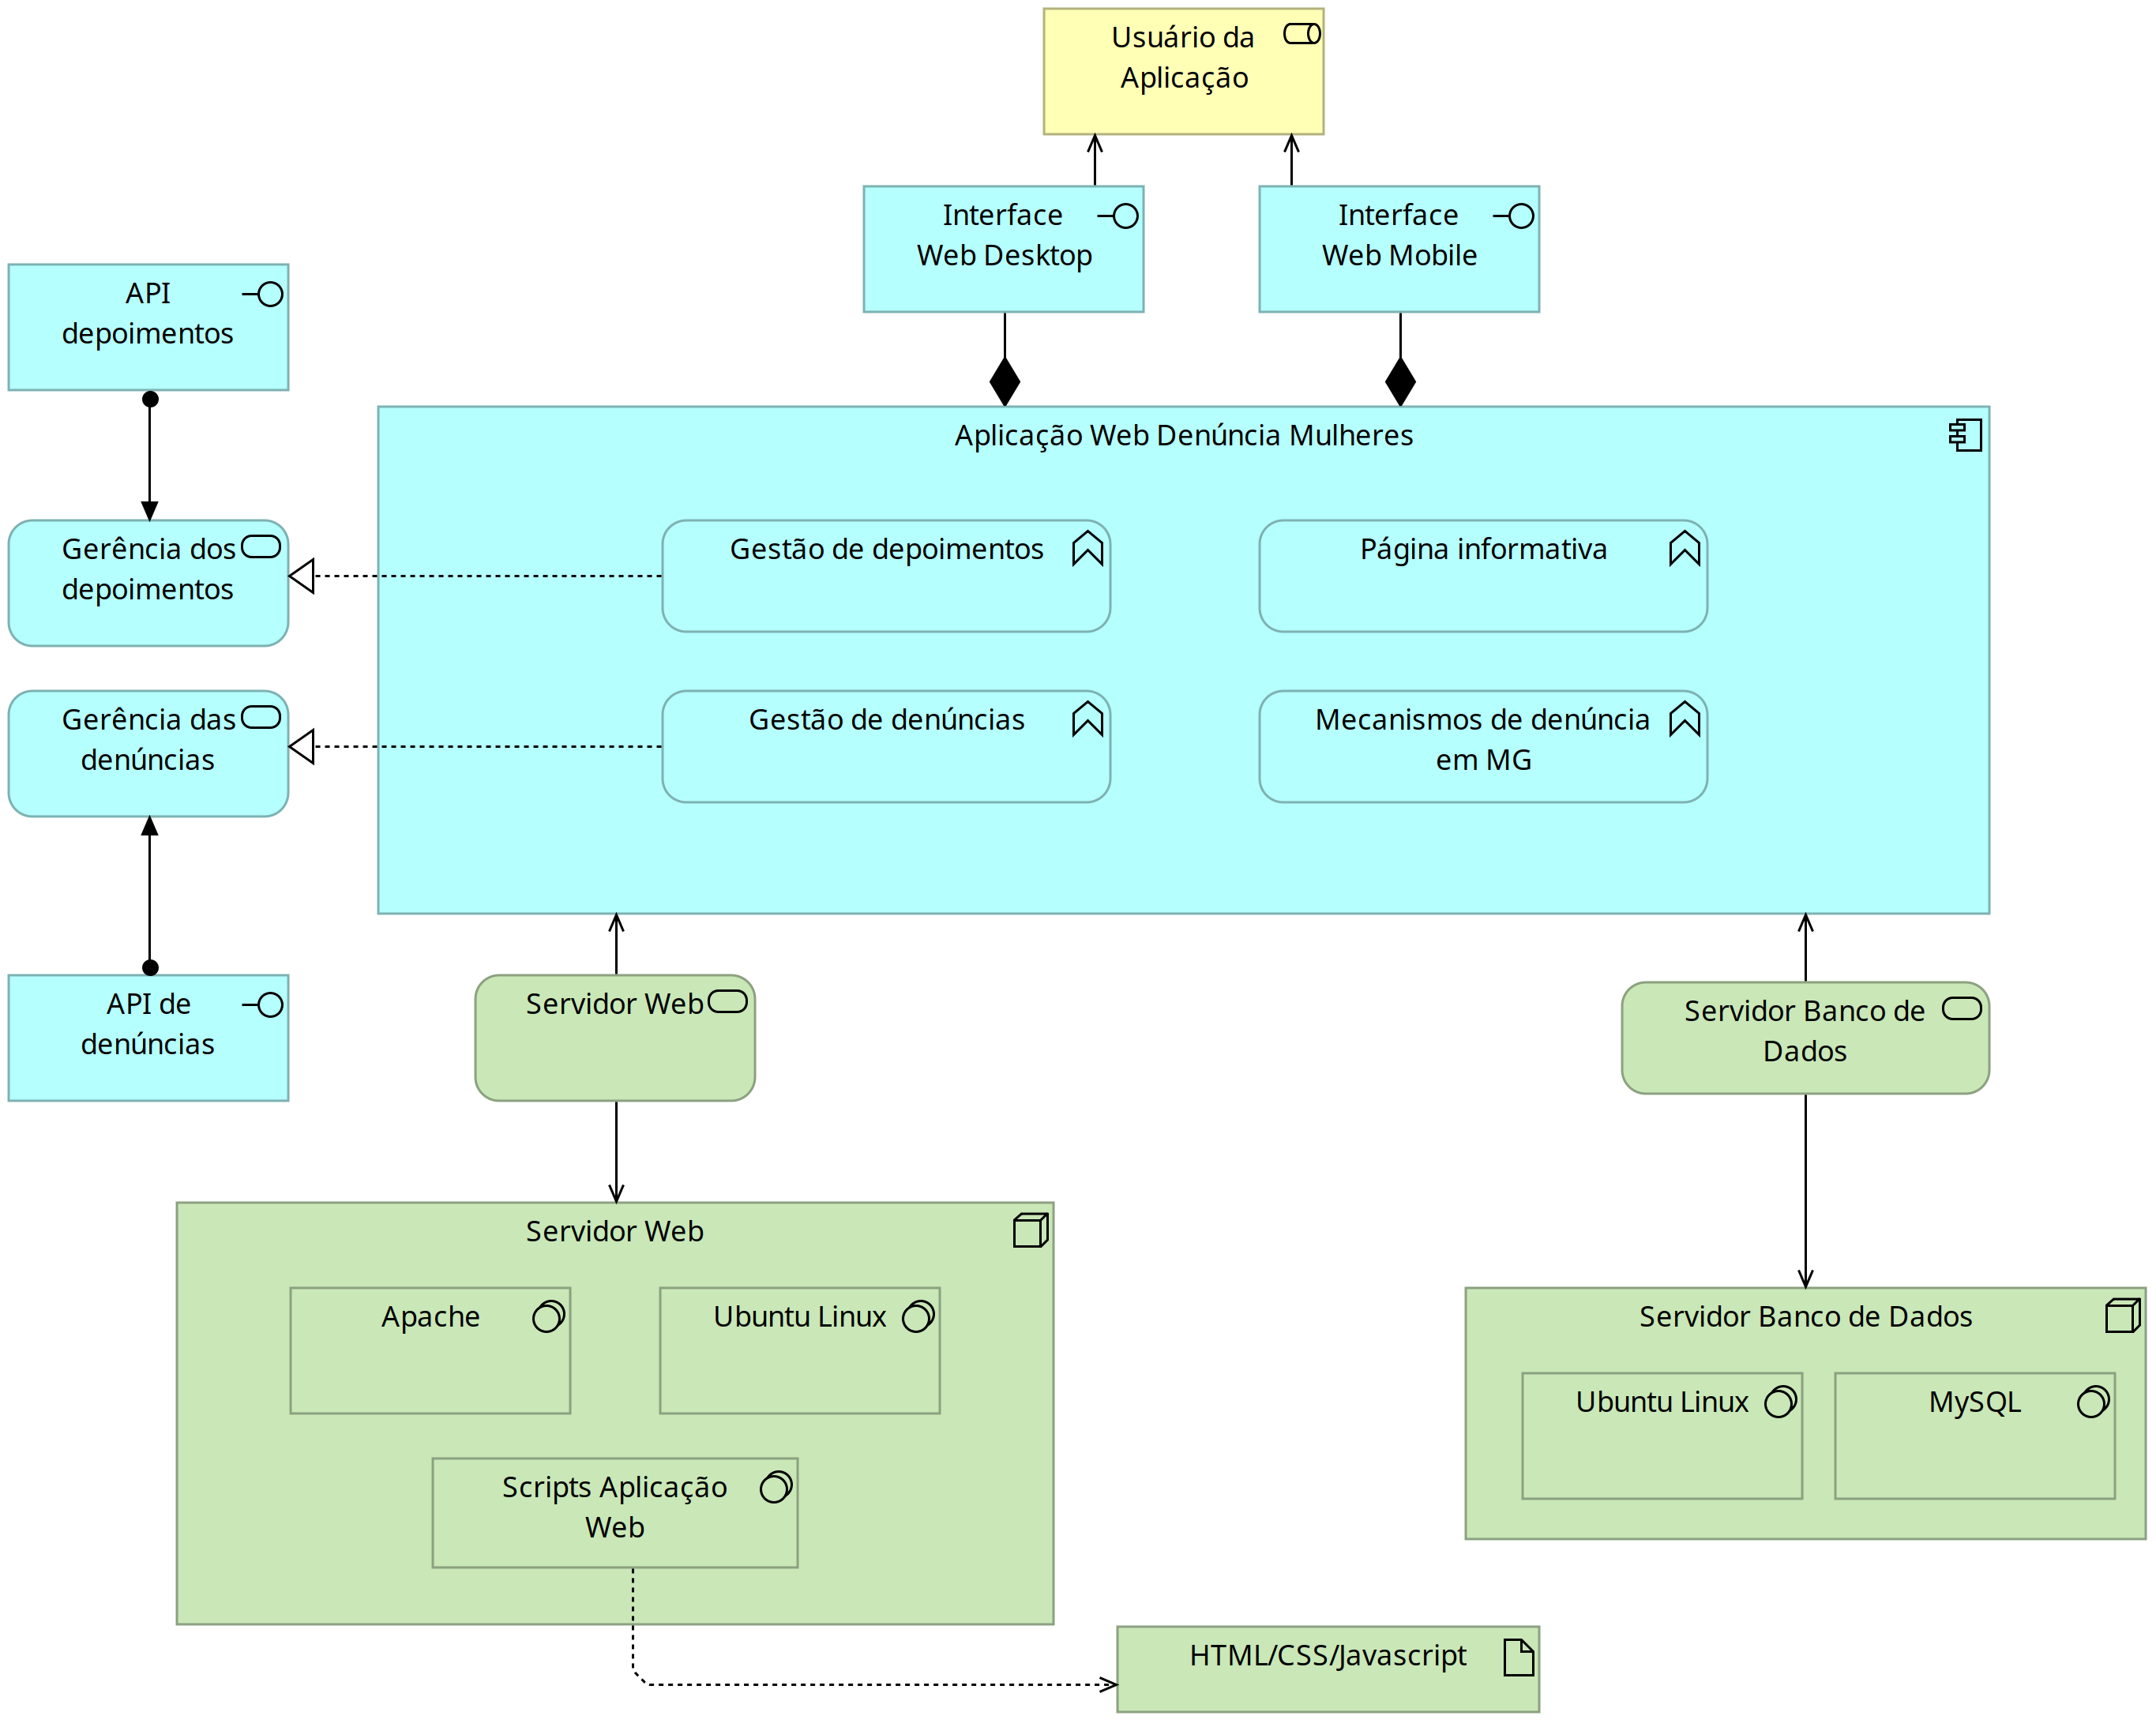 Usuário da
Aplicação
Interface
Web Desktop
Interface
Web Mobile
API
depoimentos
Aplicação Web Denúncia Mulheres
Gerência dos
depoimentos
Gestão de depoimentos
Página informativa
Gerência das
denúncias
Gestão de denúncias
Mecanismos de denúncia
em MG
API de
denúncias
Servidor Web
Servidor Banco de
Dados
Servidor Web
Apache
Ubuntu Linux
Scripts Aplicação
Web
Servidor Banco de Dados
Ubuntu Linux
MySQL
HTML/CSS/Javascript